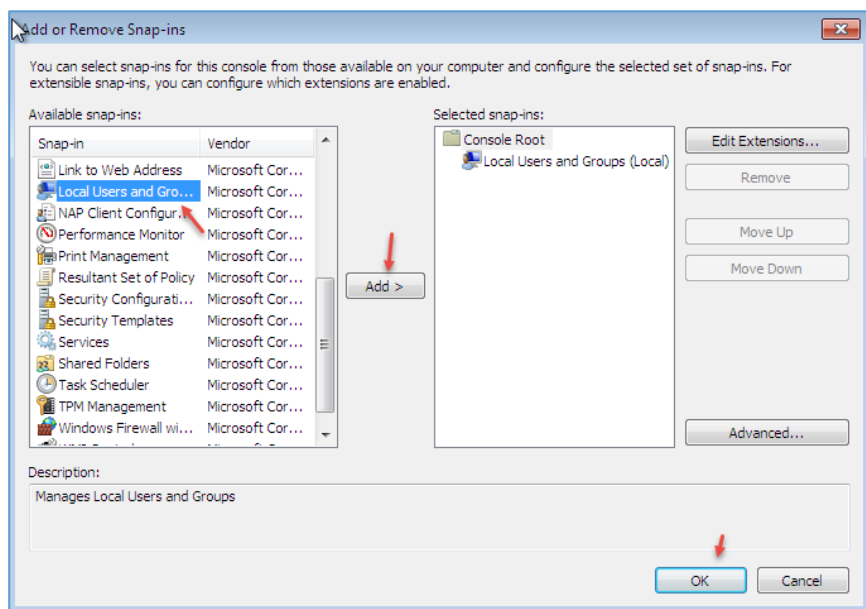 Add or Remove Snap-ins
You can select snap-ins for this console from those available on your computer and configure the selected set of snap-ins. For
extensible snap-ins, you can configure which extensions are enabled.
Available snap-ins:
Snap-in Vendor
Link to Web Address Microsoft Cor...
Local Users and Gro... Microsoft Cor...
NAP Client Configur... Microsoft Cor...
Performance Monitor Microsoft Cor...
Print Management Microsoft Cor...
Resultant Set of Policy Microsoft Cor...
Security Configurati... Microsoft Cor...
Security Templates Microsoft Cor...
Services Microsoft Cor...
Shared Folders Microsoft Cor...
Task Scheduler Microsoft Cor...
TPM Management Microsoft Cor...
Windows Firewall wi... Microsoft Cor...
Add >
Selected snap-ins:
Console Root
Local Users and Groups (Local)
Edit Extensions...
Remove
Move Up
Move Down
Advanced...
Description:
Manages Local Users and Groups
OK
Cancel